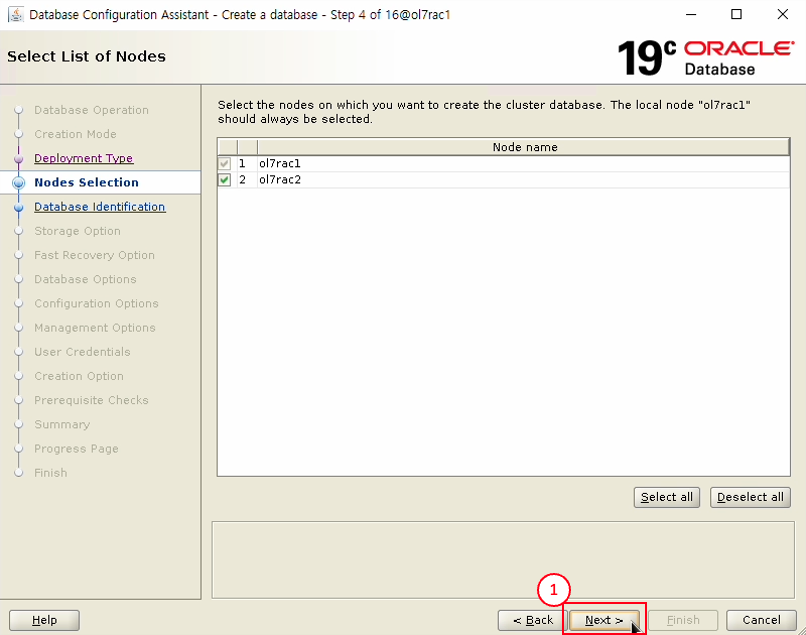 Database Configuration Assistant - Create a database - Step 4 of 16@ol7rac1
Select List of Nodes
19c ORACLE
Database
Database Operation
Creation Mode
Deployment Type
Nodes Selection
Database Identification
Storage Option
Fast Recovery Option
Database Options
Configuration Options
Management Options
User Credentials
Creation Option
Prerequisite Checks
Summary
Progress Page
Finish
Select the nodes on which you want to create the cluster database. The local node "ol7rac1"
should always be selected.
Node name
1 ol7rac1
2 ol7rac2
Select all Deselect all
1
Help < Back Next > Finish Cancel